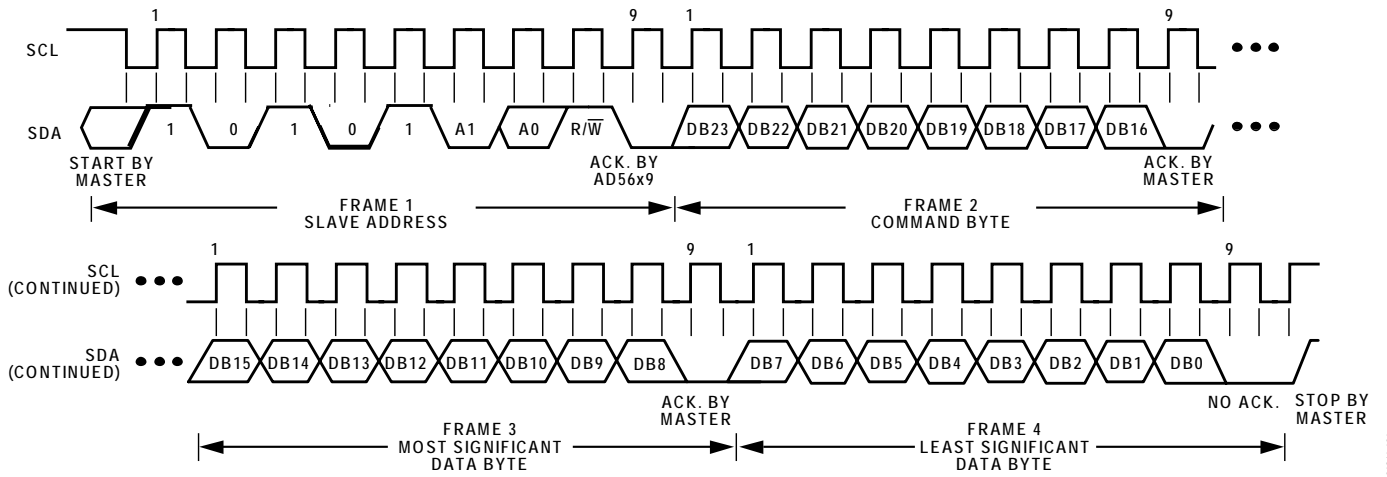 1 9 1 9
SCL
SDA 1 0 1 0 1 A1 A0 R/W̅ DB23 DB22 DB21 DB20 DB19 DB18 DB17 DB16
START BY
MASTER
ACK. BY
AD56x9
ACK. BY
MASTER
FRAME 1
SLAVE ADDRESS
FRAME 2
COMMAND BYTE
1 9 1 9
SCL
(CONTINUED)
SDA
(CONTINUED)
DB15 DB14 DB13 DB12 DB11 DB10 DB9 DB8 DB7 DB6 DB5 DB4 DB3 DB2 DB1 DB0
ACK. BY
MASTER
NO ACK.
STOP BY
MASTER
FRAME 3
MOST SIGNIFICANT
DATA BYTE
FRAME 4
LEAST SIGNIFICANT
DATA BYTE